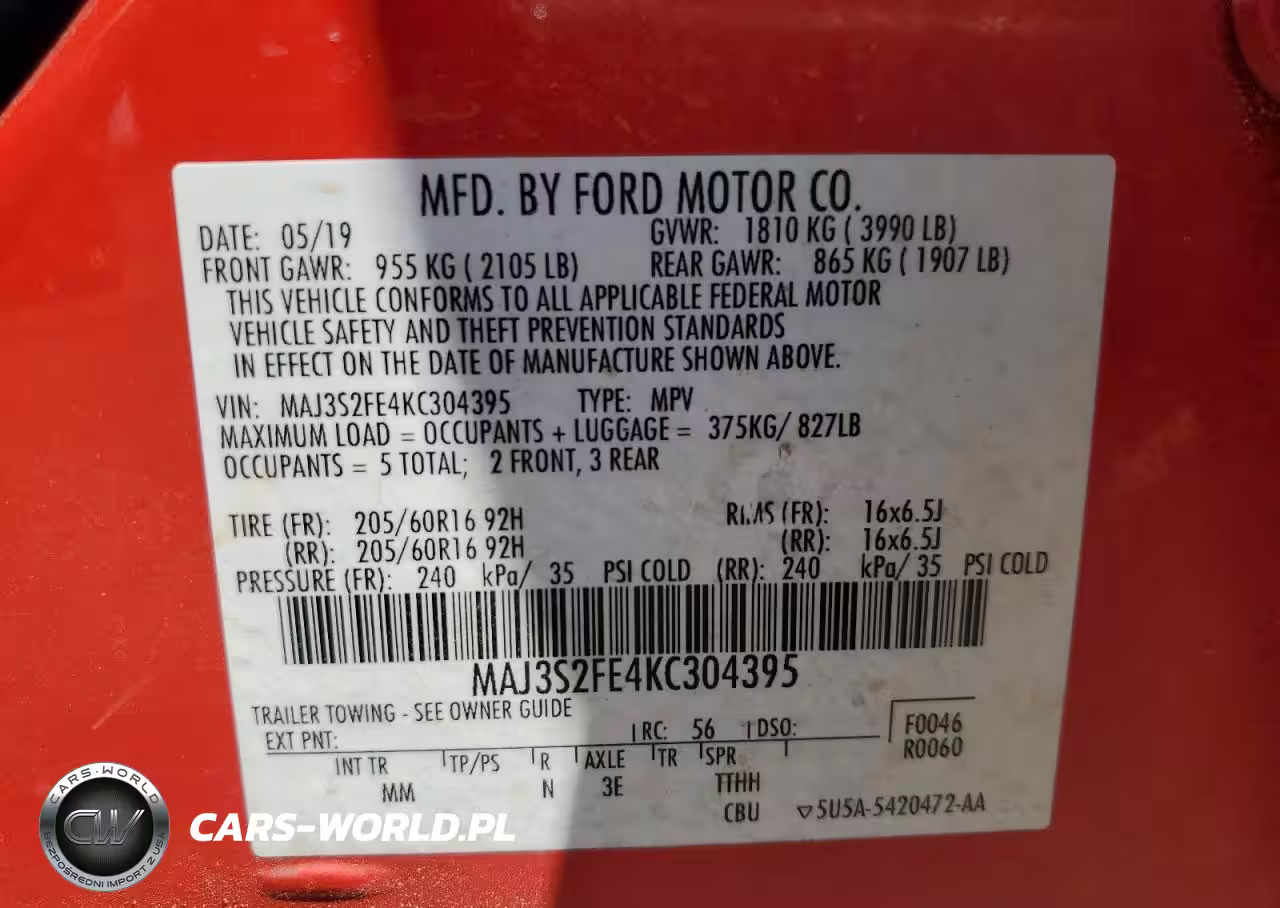 MFD. BY FORD MOTOR CO.
DATE: 05/19 GVWR: 1810 KG ( 3990 LB)
FRONT GAWR: 955 KG ( 2105 LB) REAR GAWR: 865 KG ( 1907 LB)
THIS VEHICLE CONFORMS TO ALL APPLICABLE FEDERAL MOTOR
VEHICLE SAFETY AND THEFT PREVENTION STANDARDS
IN EFFECT ON THE DATE OF MANUFACTURE SHOWN ABOVE.
VIN: MAJ3S2FE4KC304395 TYPE: MPV
MAXIMUM LOAD = OCCUPANTS + LUGGAGE = 375KG/ 827LB
OCCUPANTS = 5 TOTAL; 2 FRONT, 3 REAR
TIRE (FR): 205/60R16 92H RIMS (FR): 16x6.5J
(RR): 205/60R16 92H (RR): 16x6.5J
PRESSURE (FR): 240 kPa/ 35 PSI COLD (RR): 240 kPa/ 35 PSI COLD
MAJ3S2FE4KC304395
TRAILER TOWING - SEE OWNER GUIDE
EXT PNT: RC: 56 DSO: F0046
R0060
INT TR TP/PS R AXLE TR SPR
MM N 3E TTHH
CBU 5U5A-5420472-AA
CARS-WORLD
CW
BEZPOŚREDNI IMPORT Z USA
CARS-WORLD.PL